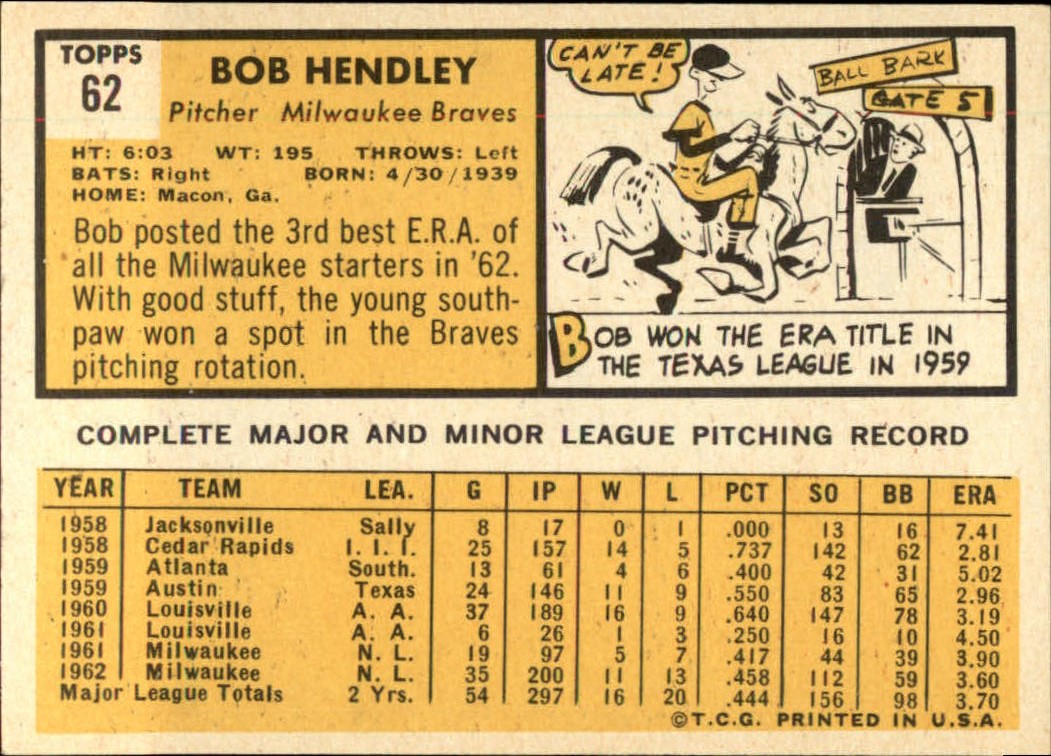 TOPPS
62
BOB HENDLEY
Pitcher Milwaukee Braves
HT: 6:03 WT: 195 THROWS: Left
BATS: Right BORN: 4/30/1939
HOME: Macon, Ga.
Bob posted the 3rd best E.R.A. of
all the Milwaukee starters in '62.
With good stuff, the young south-
paw won a spot in the Braves
pitching rotation.
CAN'T BE
LATE!
BALL BARK
GATE 5
BOB WON THE ERA TITLE IN
THE TEXAS LEAGUE IN 1959
COMPLETE MAJOR AND MINOR LEAGUE PITCHING RECORD
YEAR TEAM LEA. G IP W L PCT SO BB ERA
1958 Jacksonville Sally 8 17 0 1 .000 13 16 7.41
1958 Cedar Rapids I. I. I. 25 157 14 5 .737 142 62 2.81
1959 Atlanta South. 13 61 4 6 .400 42 31 5.02
1959 Austin Texas 24 146 11 9 .550 83 65 2.96
1960 Louisville A. A. 37 189 16 9 .640 147 78 3.19
1961 Louisville A. A. 6 26 1 3 .250 16 10 4.50
1961 Milwaukee N. L. 19 97 5 7 .417 44 39 3.90
1962 Milwaukee N. L. 35 200 11 13 .458 112 59 3.60
Major League Totals 2 Yrs. 54 297 16 20 .444 156 98 3.70
©T.C.G. PRINTED IN U.S.A.